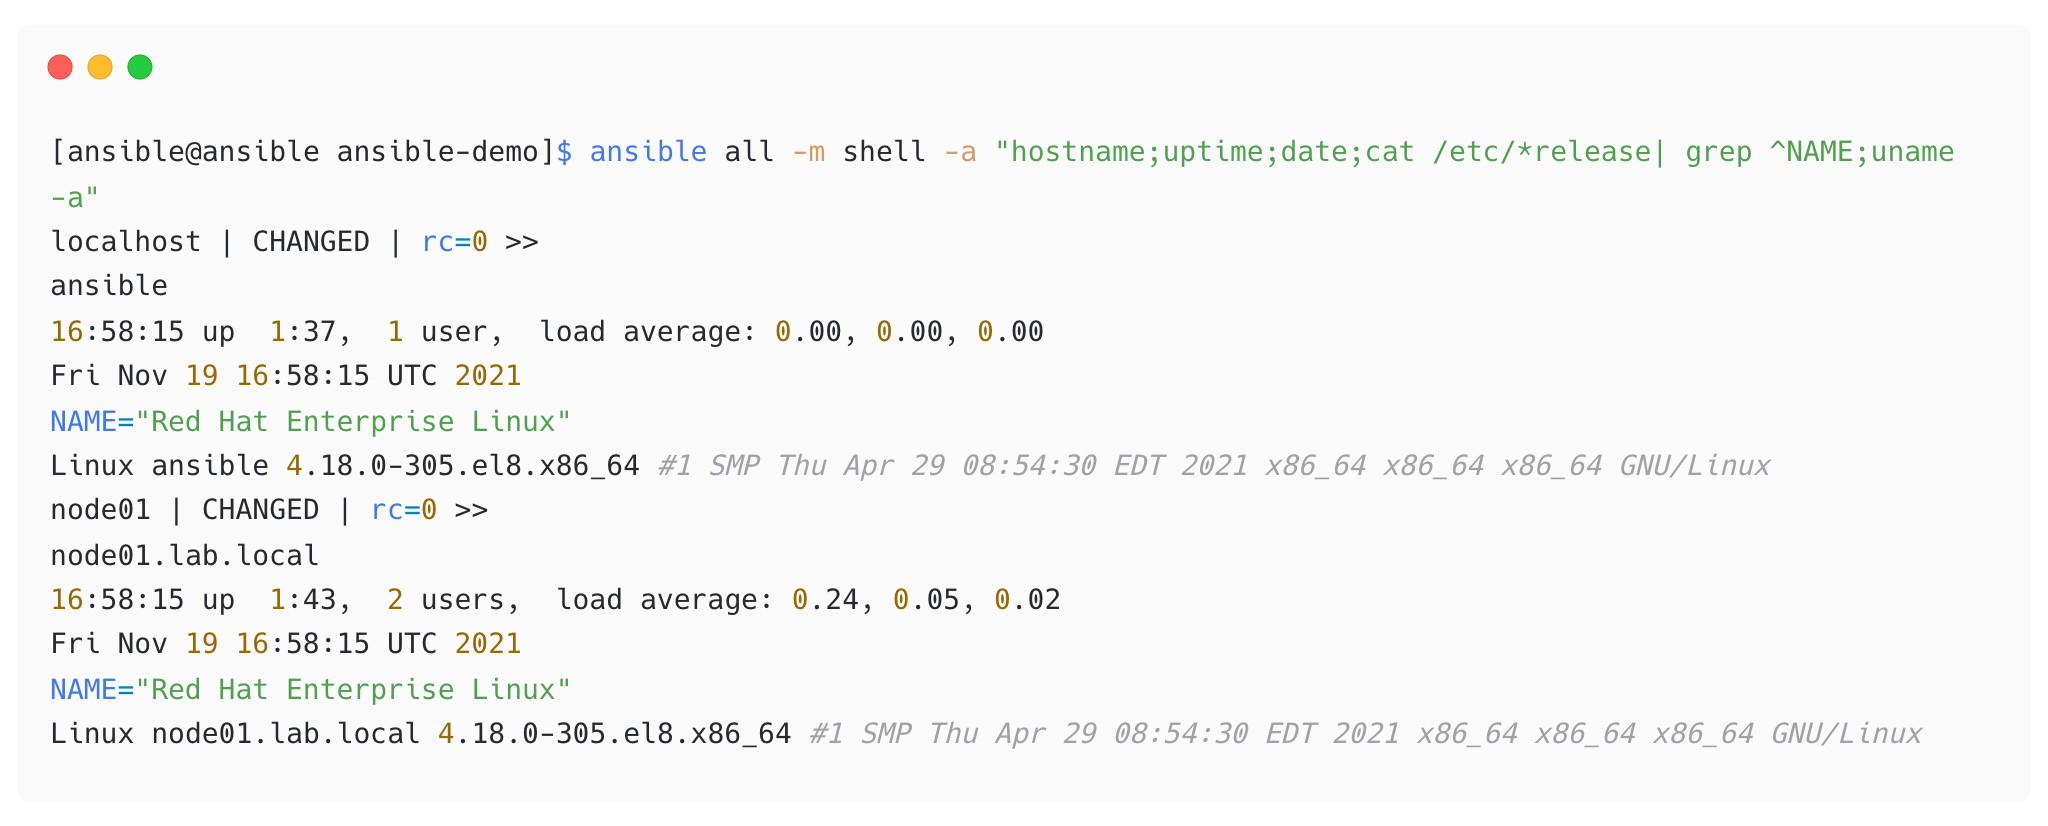 [ansible@ansible ansible-demo]$ ansible all -m shell -a "hostname;uptime;date;cat /etc/*release| grep ^NAME;uname
-a"
localhost | CHANGED | rc=0 >>
ansible
16:58:15 up  1:37,  1 user,  load average: 0.00, 0.00, 0.00
Fri Nov 19 16:58:15 UTC 2021
NAME="Red Hat Enterprise Linux"
Linux ansible 4.18.0-305.el8.x86_64 #1 SMP Thu Apr 29 08:54:30 EDT 2021 x86_64 x86_64 x86_64 GNU/Linux
node01 | CHANGED | rc=0 >>
node01.lab.local
16:58:15 up  1:43,  2 users,  load average: 0.24, 0.05, 0.02
Fri Nov 19 16:58:15 UTC 2021
NAME="Red Hat Enterprise Linux"
Linux node01.lab.local 4.18.0-305.el8.x86_64 #1 SMP Thu Apr 29 08:54:30 EDT 2021 x86_64 x86_64 x86_64 GNU/Linux